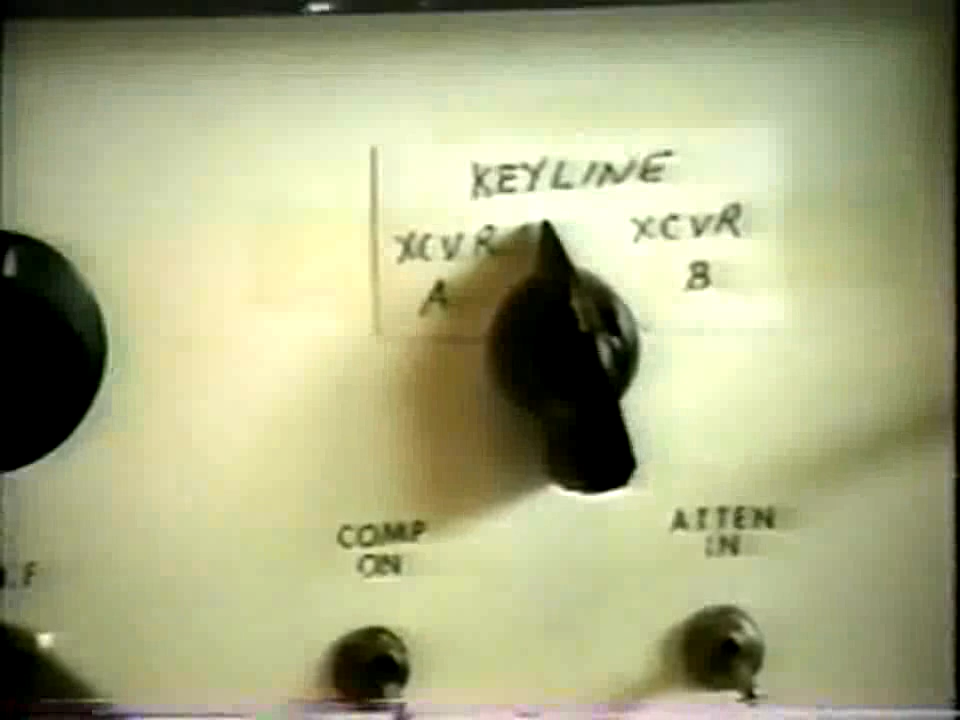 KEYLINE
XCVR XCVR
A B
COMP ATTEN
ON IN